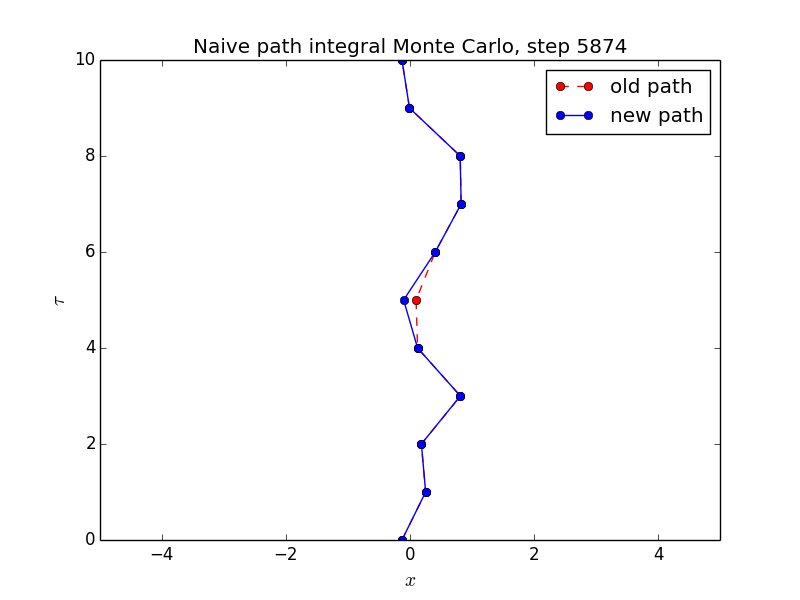 Naive path integral Monte Carlo, step 5874
10
old path
new path
8
6
τ
4
2
0
−4
−2
0
2
4
x